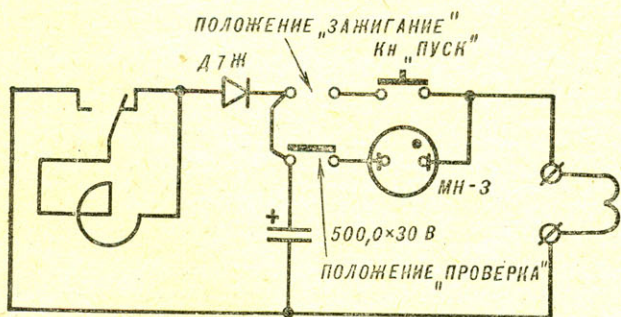 ПОЛОЖЕНИЕ „ЗАЖИГАНИЕ"
Кн „ПУСК"
Д7Ж
МН-3
+
500,0×30 В
ПОЛОЖЕНИЕ „ПРОВЕРКА"